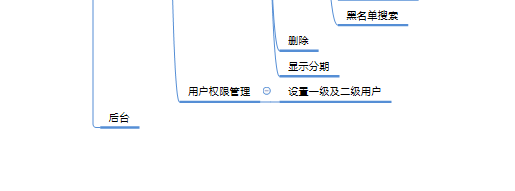 黑名单搜索
删除
显示分期
用户权限管理
设置一级及二级用户
后台